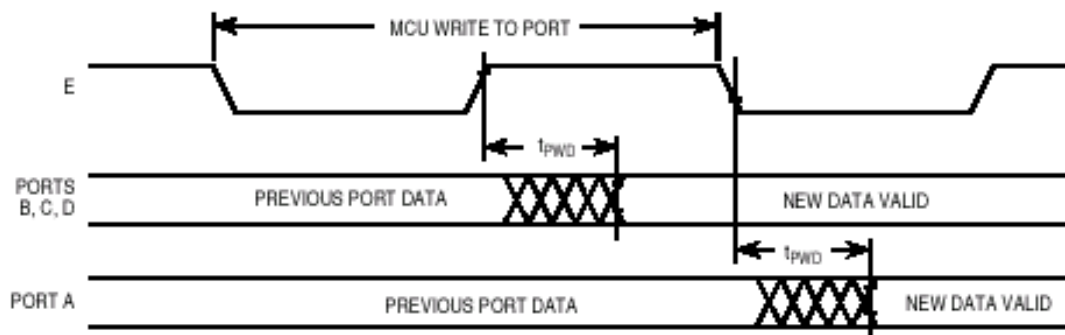 MCU WRITE TO PORT
E
tPWD
PORTS
B, C, D
PREVIOUS PORT DATA
NEW DATA VALID
tPWD
PORT A
PREVIOUS PORT DATA
NEW DATA VALID